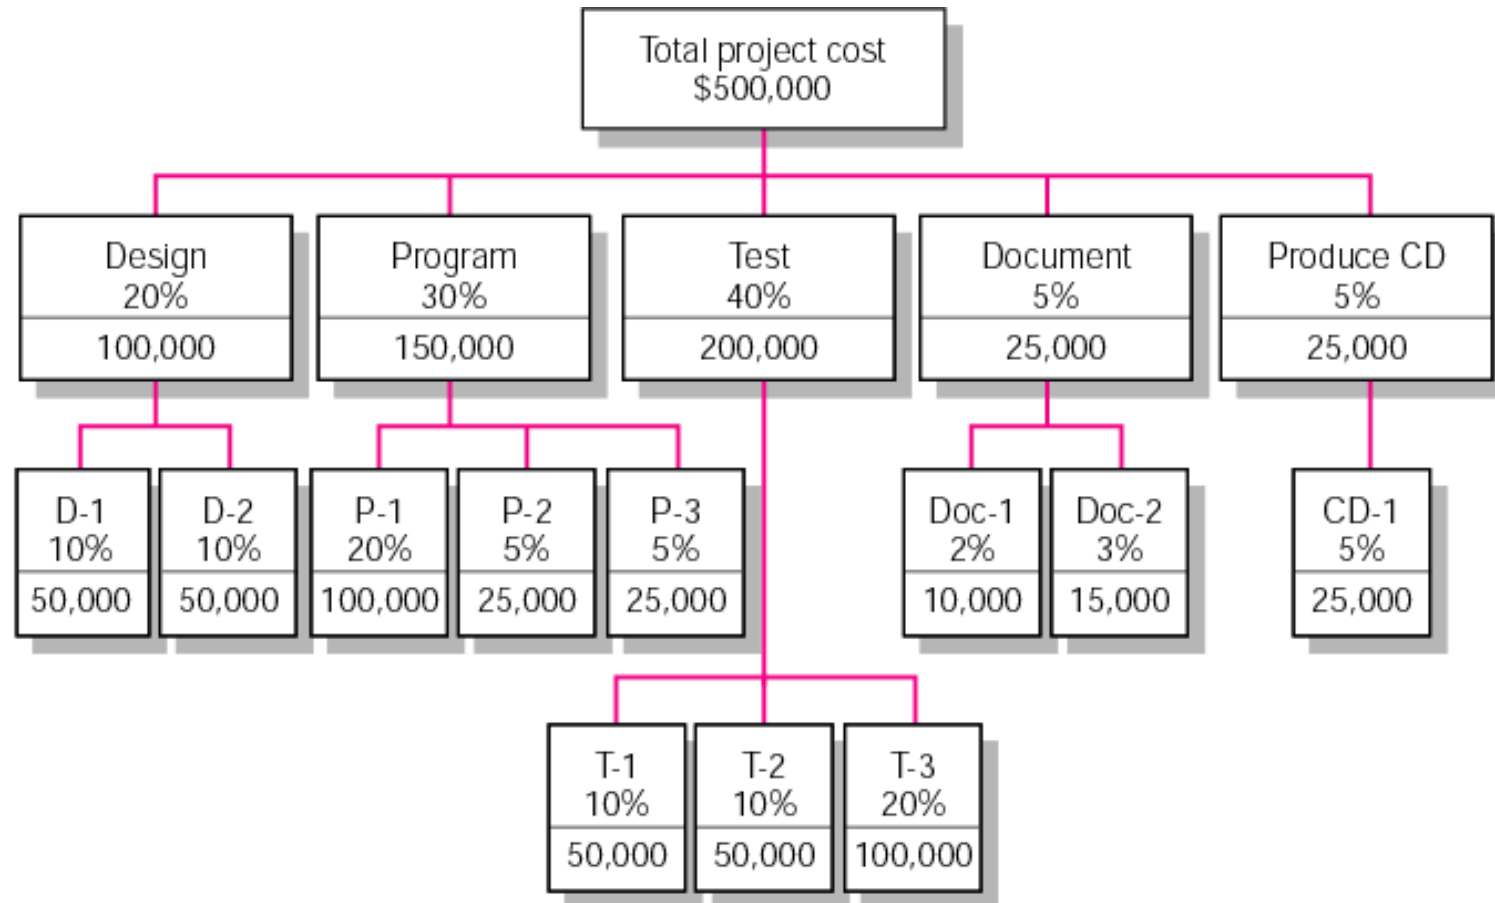 Total project cost
$500,000
Design
20%
100,000
Program
30%
150,000
Test
40%
200,000
Document
5%
25,000
Produce CD
5%
25,000
D-1
10%
50,000
D-2
10%
50,000
P-1
20%
100,000
P-2
5%
25,000
P-3
5%
25,000
Doc-1
2%
10,000
Doc-2
3%
15,000
CD-1
5%
25,000
T-1
10%
50,000
T-2
10%
50,000
T-3
20%
100,000